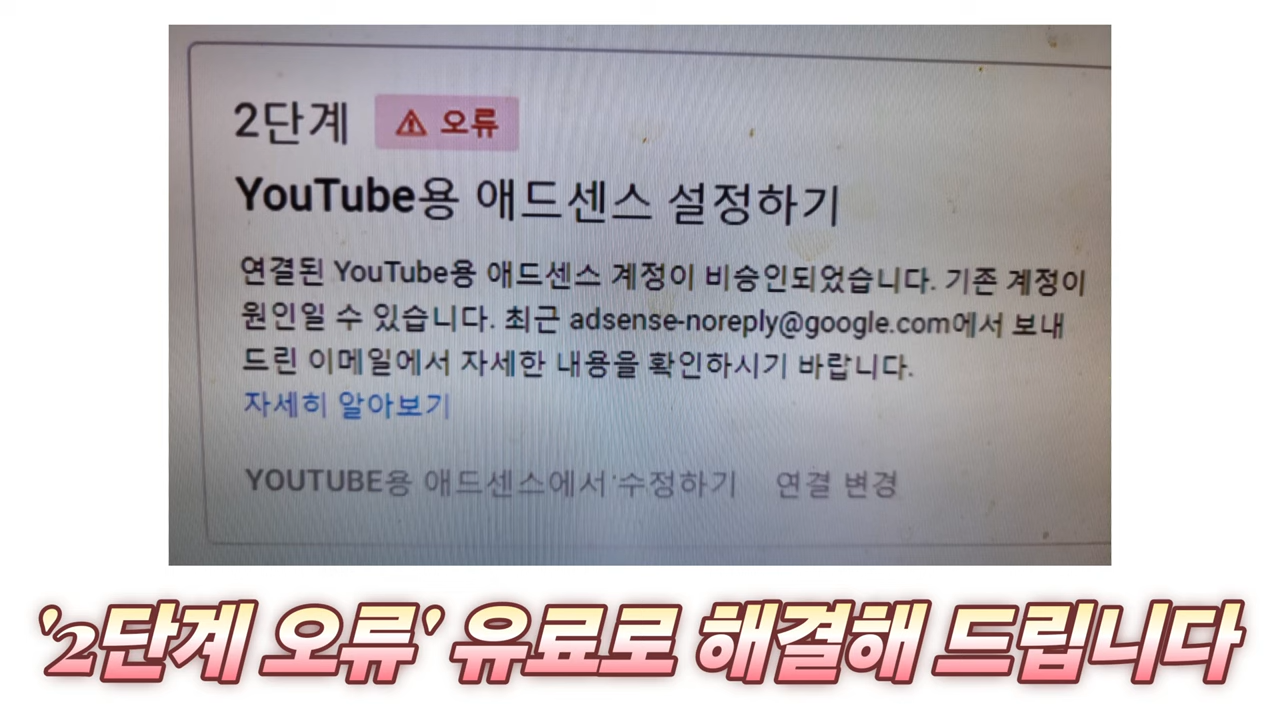 2단계 오류
YouTube용 애드센스 설정하기
연결된 YouTube용 애드센스 계정이 비승인되었습니다. 기존 계정이
원인일 수 있습니다. 최근 adsense-noreply@google.com에서 보내
드린 이메일에서 자세한 내용을 확인하시기 바랍니다.
자세히 알아보기
YOUTUBE용 애드센스에서 수정하기 연결 변경
'2단계 오류' 유료로 해결해 드립니다